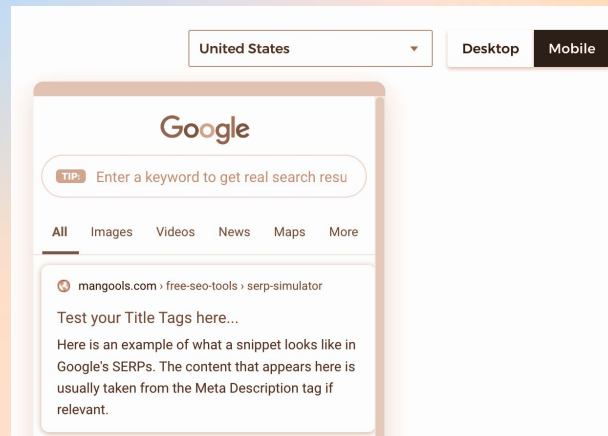 United States
Desktop
Mobile
Google
TIP: Enter a keyword to get real search resu
All Images Videos News Maps More
mangools.com › free-seo-tools › serp-simulator
Test your Title Tags here...
Here is an example of what a snippet looks like in
Google's SERPs. The content that appears here is
usually taken from the Meta Description tag if
relevant.